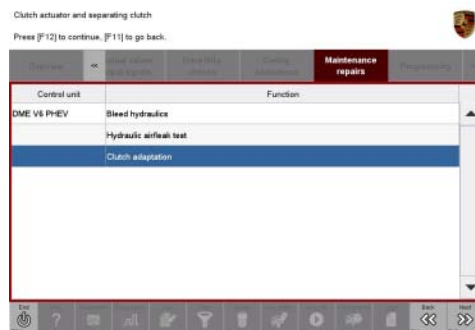 Clutch actuator and separating clutch
Press [F12] to continue, [F11] to go back.
Overview
«
Maintenance
repairs
Programming
Control unit
Function
DME V6 PHEV
Bleed hydraulics
Hydraulic airfleak test
Clutch adaptation
End
?
Back
Next